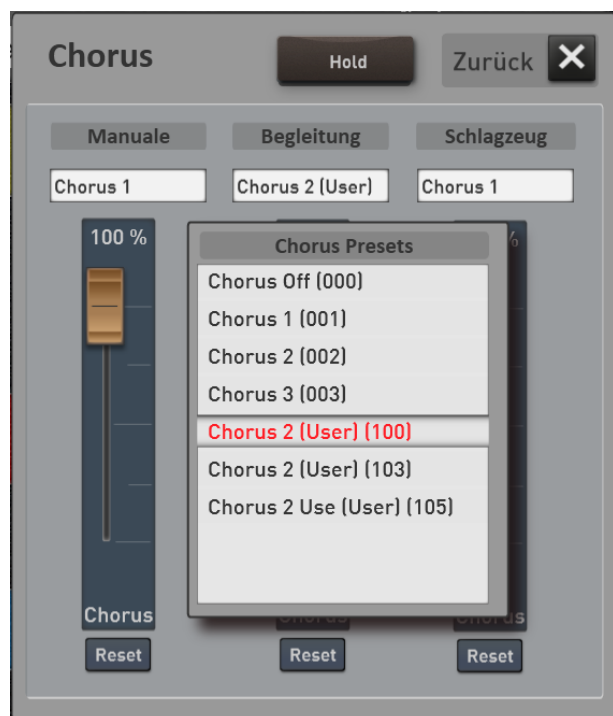 Chorus
Hold
Zurück
Manuale
Begleitung
Schlagzeug
Chorus 1
Chorus 2 (User)
Chorus 1
100 %
%
Chorus Presets
Chorus Off (000)
Chorus 1 (001)
Chorus 2 (002)
Chorus 3 (003)
Chorus 2 (User) (100)
Chorus 2 (User) (103)
Chorus 2 Use (User) (105)
Chorus
Chorus
Reset
Reset
Reset